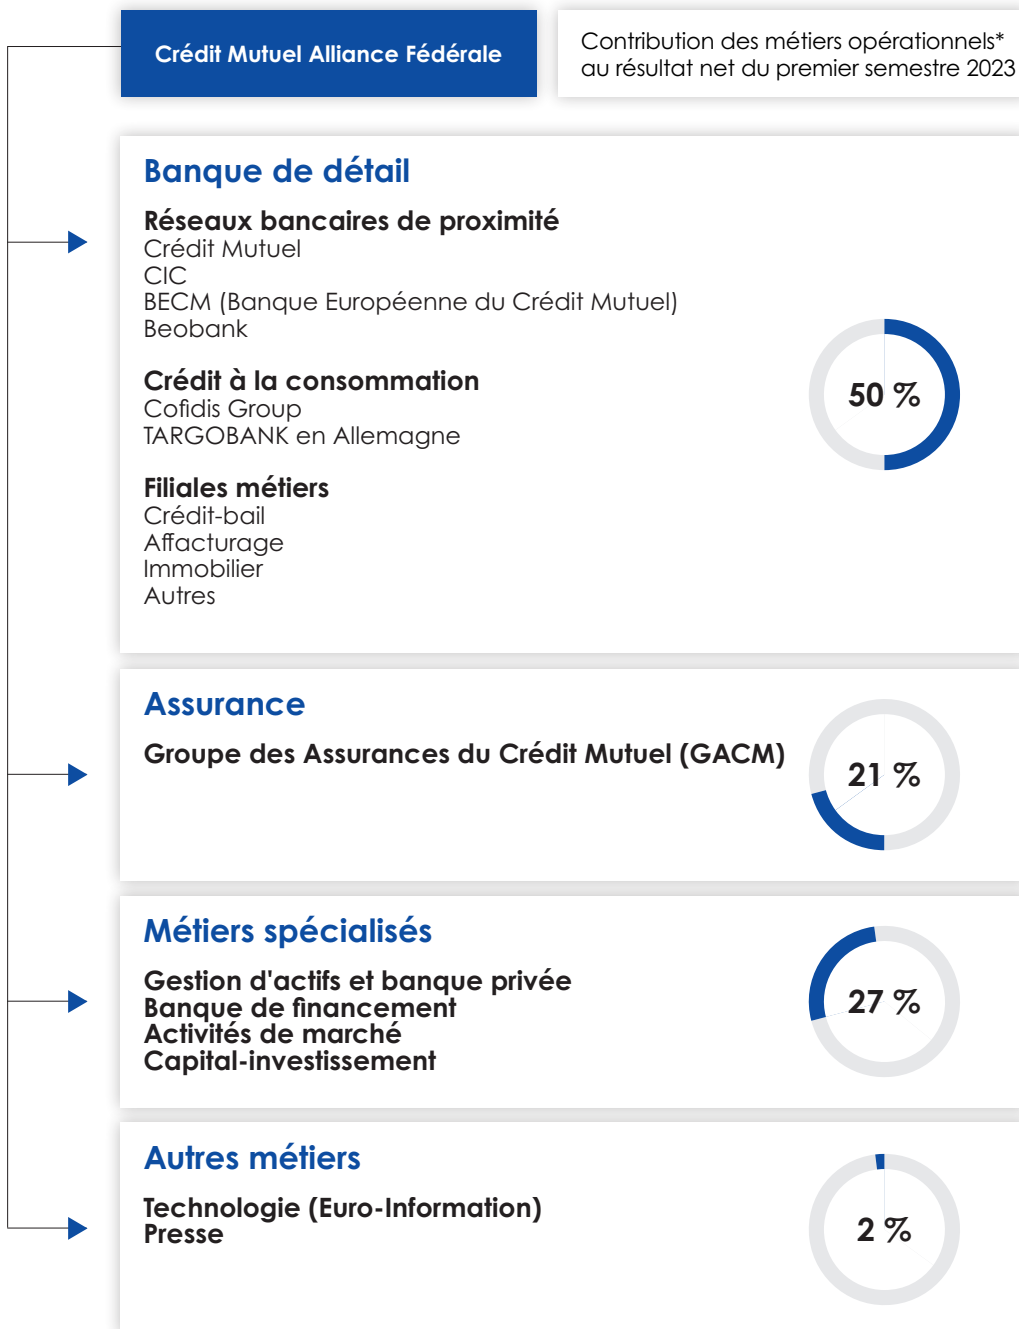 Crédit Mutuel Alliance Fédérale
Contribution des métiers opérationnels*
au résultat net du premier semestre 2023
Banque de détail
Réseaux bancaires de proximité
Crédit Mutuel
CIC
BECM (Banque Européenne du Crédit Mutuel)
Beobank
Crédit à la consommation
Cofidis Group
TARGOBANK en Allemagne
50 %
Filiales métiers
Crédit-bail
Affacturage
Immobilier
Autres
Assurance
Groupe des Assurances du Crédit Mutuel (GACM)
21 %
Métiers spécialisés
Gestion d'actifs et banque privée
Banque de financement
Activités de marché
Capital-investissement
27 %
Autres métiers
Technologie (Euro-Information)
Presse
2 %